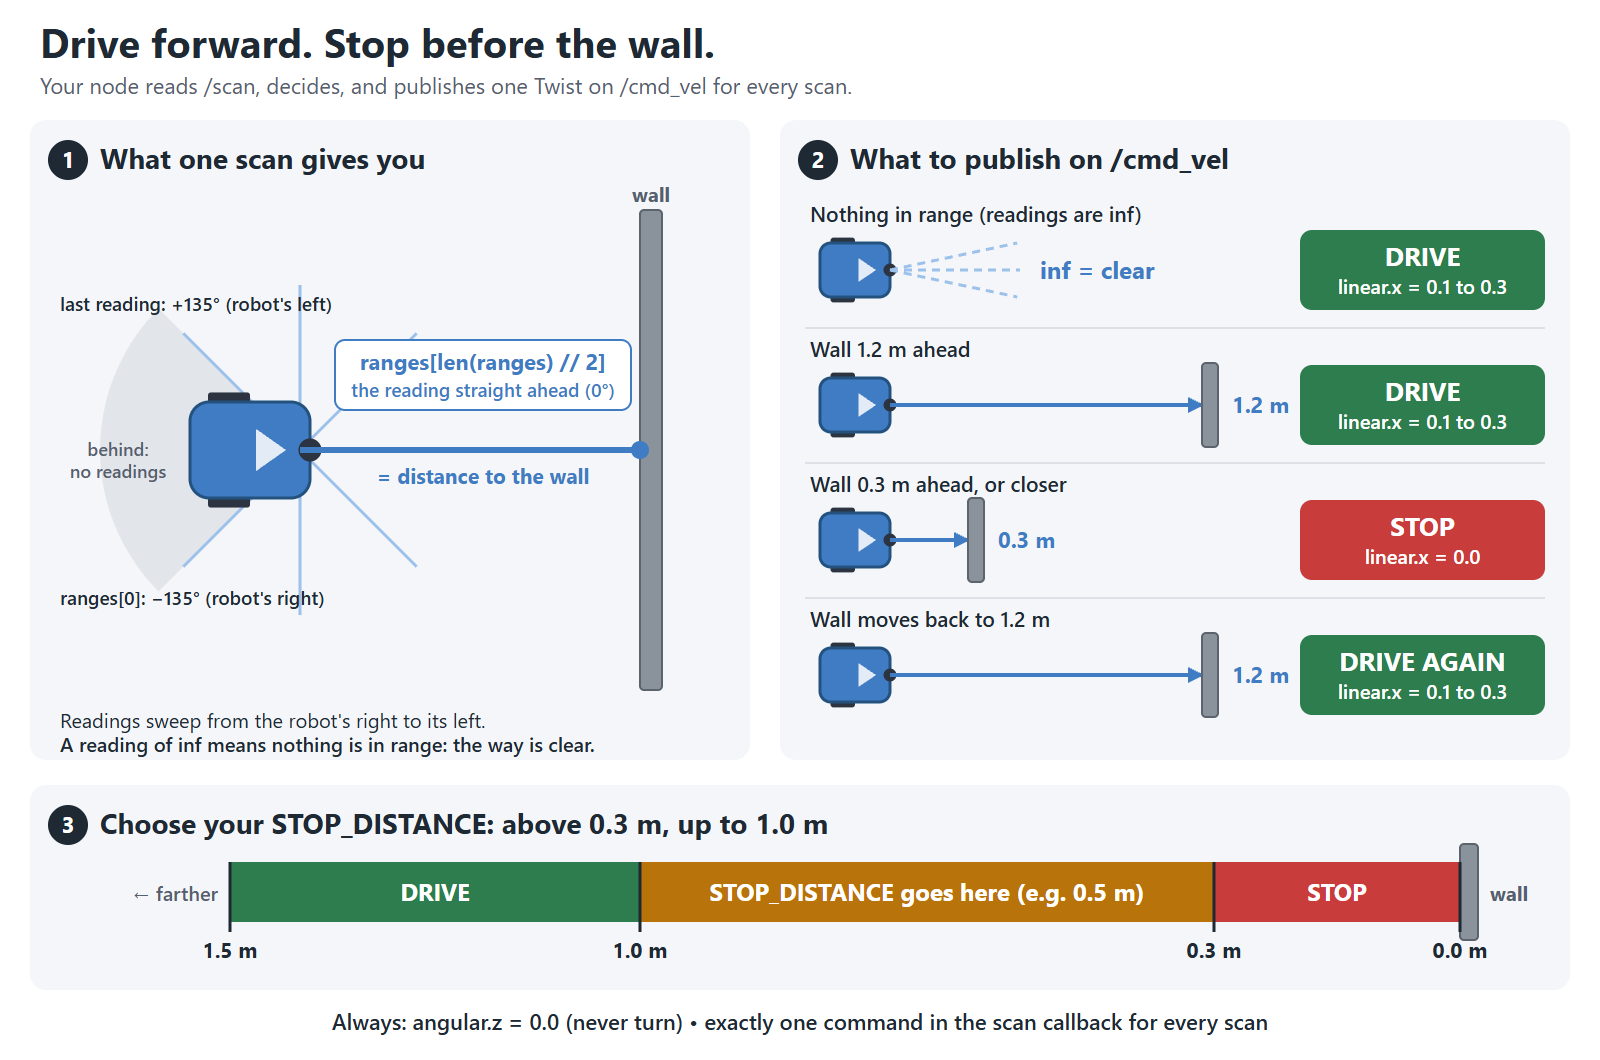 Drive forward. Stop before the wall.
Your node reads /scan, decides, and publishes one Twist on /cmd_vel for every scan.
1 What one scan gives you
wall
last reading: +135° (robot's left)
ranges[len(ranges) // 2]
the reading straight ahead (0°)
behind:
no readings
= distance to the wall
ranges[0]: −135° (robot's right)
Readings sweep from the robot's right to its left.
A reading of inf means nothing is in range: the way is clear.
2 What to publish on /cmd_vel
Nothing in range (readings are inf)
inf = clear
DRIVE
linear.x = 0.1 to 0.3
Wall 1.2 m ahead
1.2 m
DRIVE
linear.x = 0.1 to 0.3
Wall 0.3 m ahead, or closer
0.3 m
STOP
linear.x = 0.0
Wall moves back to 1.2 m
1.2 m
DRIVE AGAIN
linear.x = 0.1 to 0.3
3 Choose your STOP_DISTANCE: above 0.3 m, up to 1.0 m
← farther
DRIVE
STOP_DISTANCE goes here (e.g. 0.5 m)
STOP
wall
1.5 m
1.0 m
0.3 m
0.0 m
Always: angular.z = 0.0 (never turn) • exactly one command in the scan callback for every scan